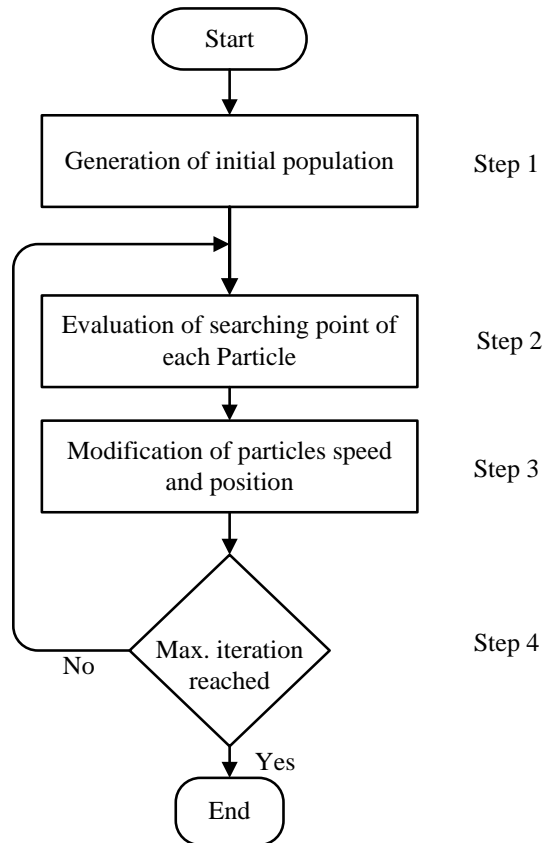 Start
Generation of initial population
Step 1
Evaluation of searching point of
each Particle
Step 2
Modification of particles speed
and position
Step 3
Max. iteration
reached
Step 4
No
Yes
End